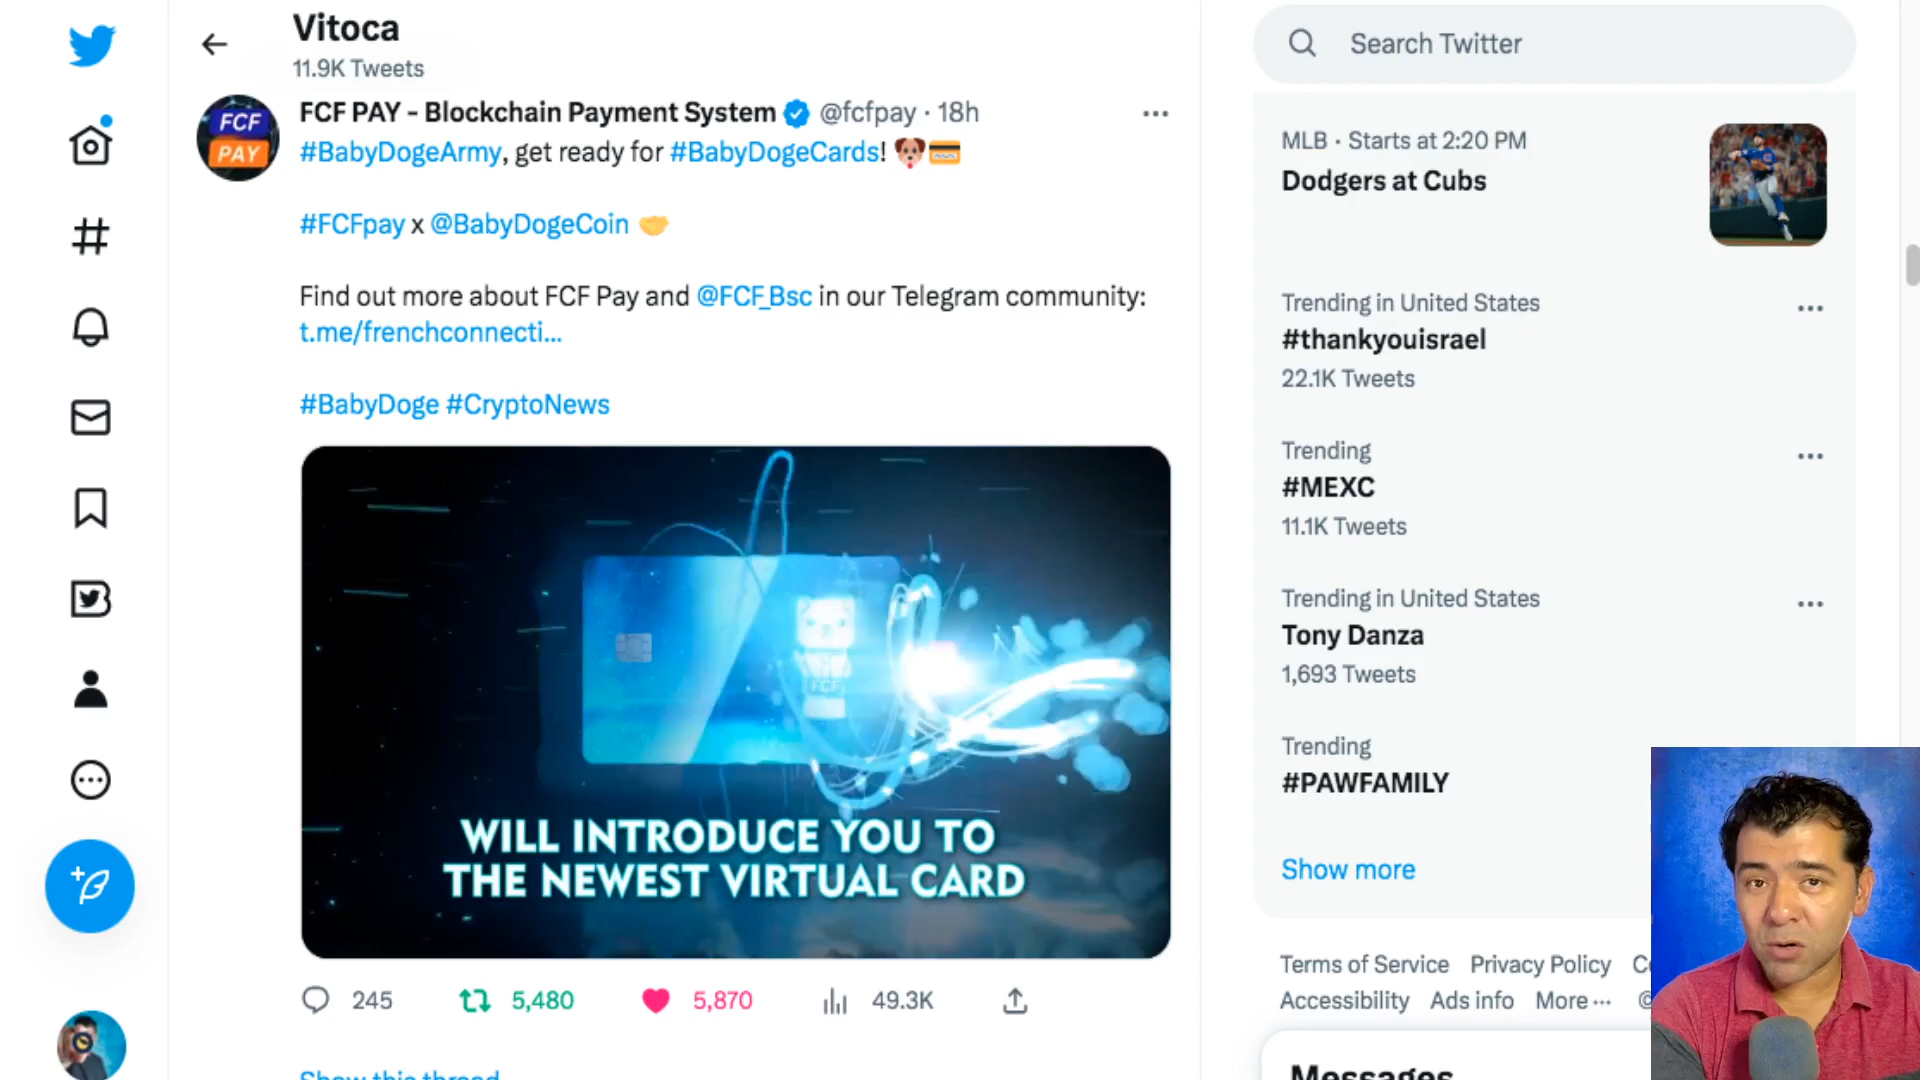 Vitoca
11.9K Tweets
FCF PAY - Blockchain Payment System @fcfpay · 18h
#BabyDogeArmy, get ready for #BabyDogeCards!
#FCFpay x @BabyDogeCoin
Find out more about FCF Pay and @FCF_Bsc in our Telegram community:
t.me/frenchconnecti...
#BabyDoge #CryptoNews
FCF
PAY
FCF
WILL INTRODUCE YOU TO
THE NEWEST VIRTUAL CARD
245 5,480 5,870 49.3K
Show this thread
Search Twitter
MLB · Starts at 2:20 PM
Dodgers at Cubs
Trending in United States
#thankyouisrael
22.1K Tweets
Trending
#MEXC
11.1K Tweets
Trending in United States
Tony Danza
1,693 Tweets
Trending
#PAWFAMILY
Show more
Terms of Service Privacy Policy
Accessibility Ads info More ...
Messages